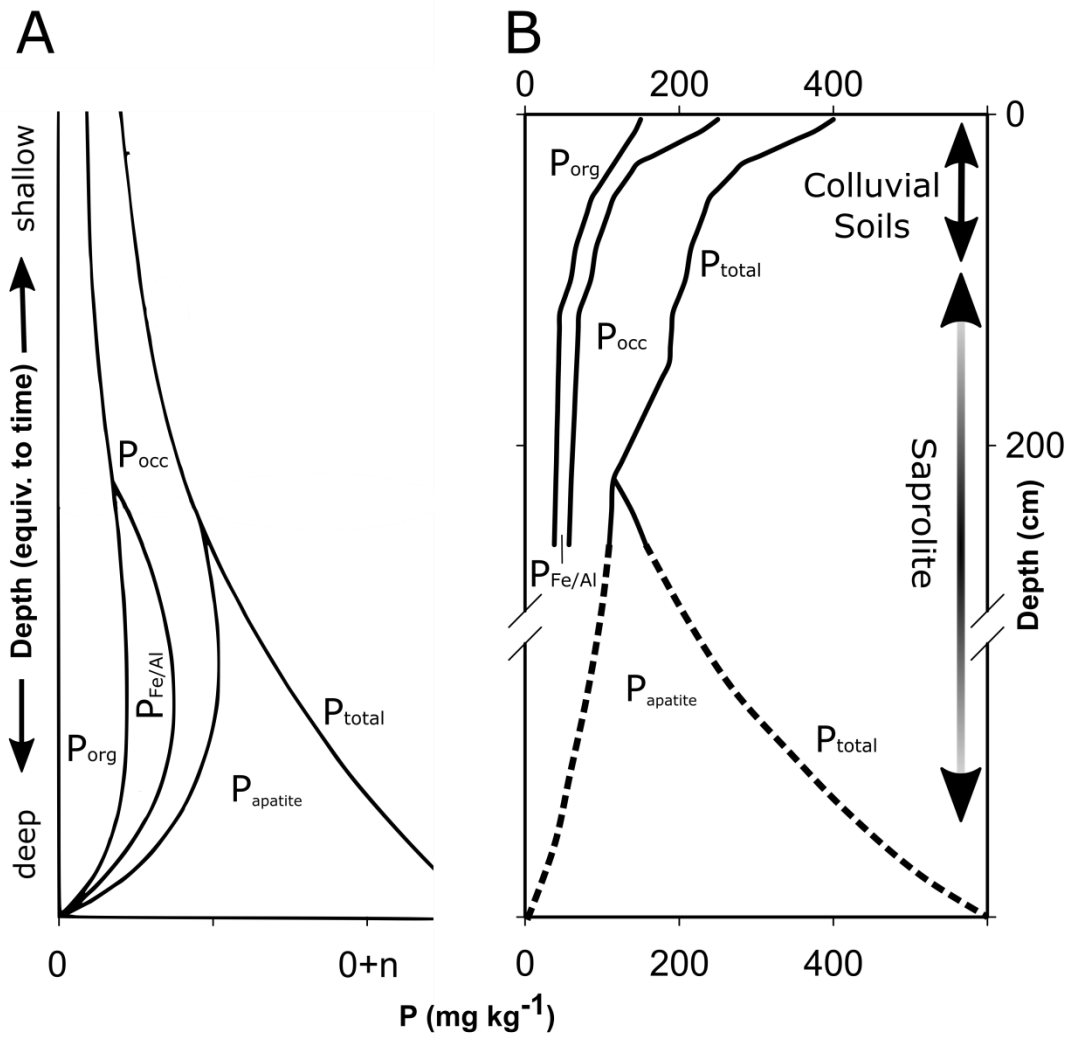 A
shallow
Depth (equiv. to time)
deep
Pocc
PFe/Al
Porg
Ptotal
Papatite
0
0+n
B
0
200
400
0
Porg
Colluvial
Soils
Ptotal
Pocc
200
Saprolite
Depth (cm)
PFe/Al
Papatite
Ptotal
0
200
400
P (mg kg-1)